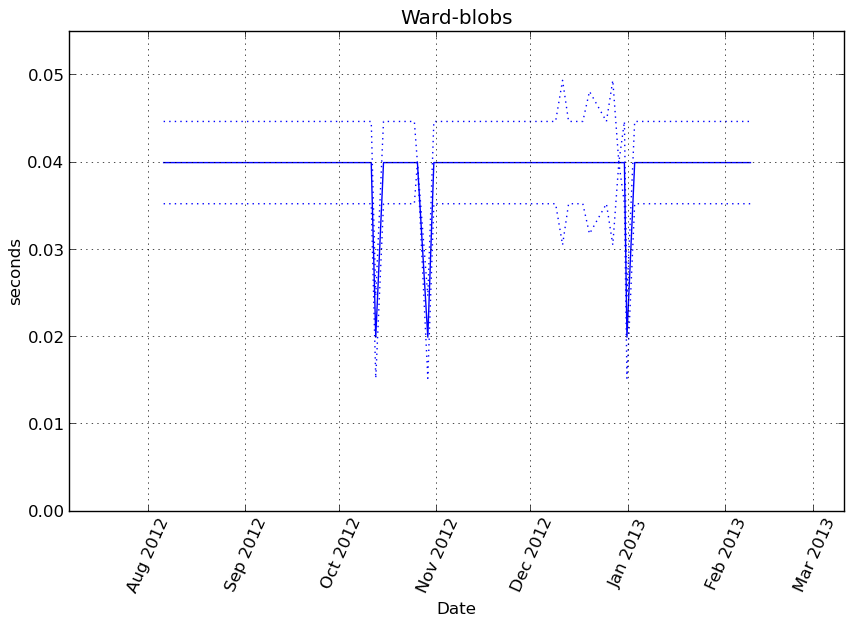 Ward-blobs
0.05
0.04
0.03
0.02
0.01
0.00
seconds
Aug 2012
Sep 2012
Oct 2012
Nov 2012
Dec 2012
Jan 2013
Feb 2013
Mar 2013
Date